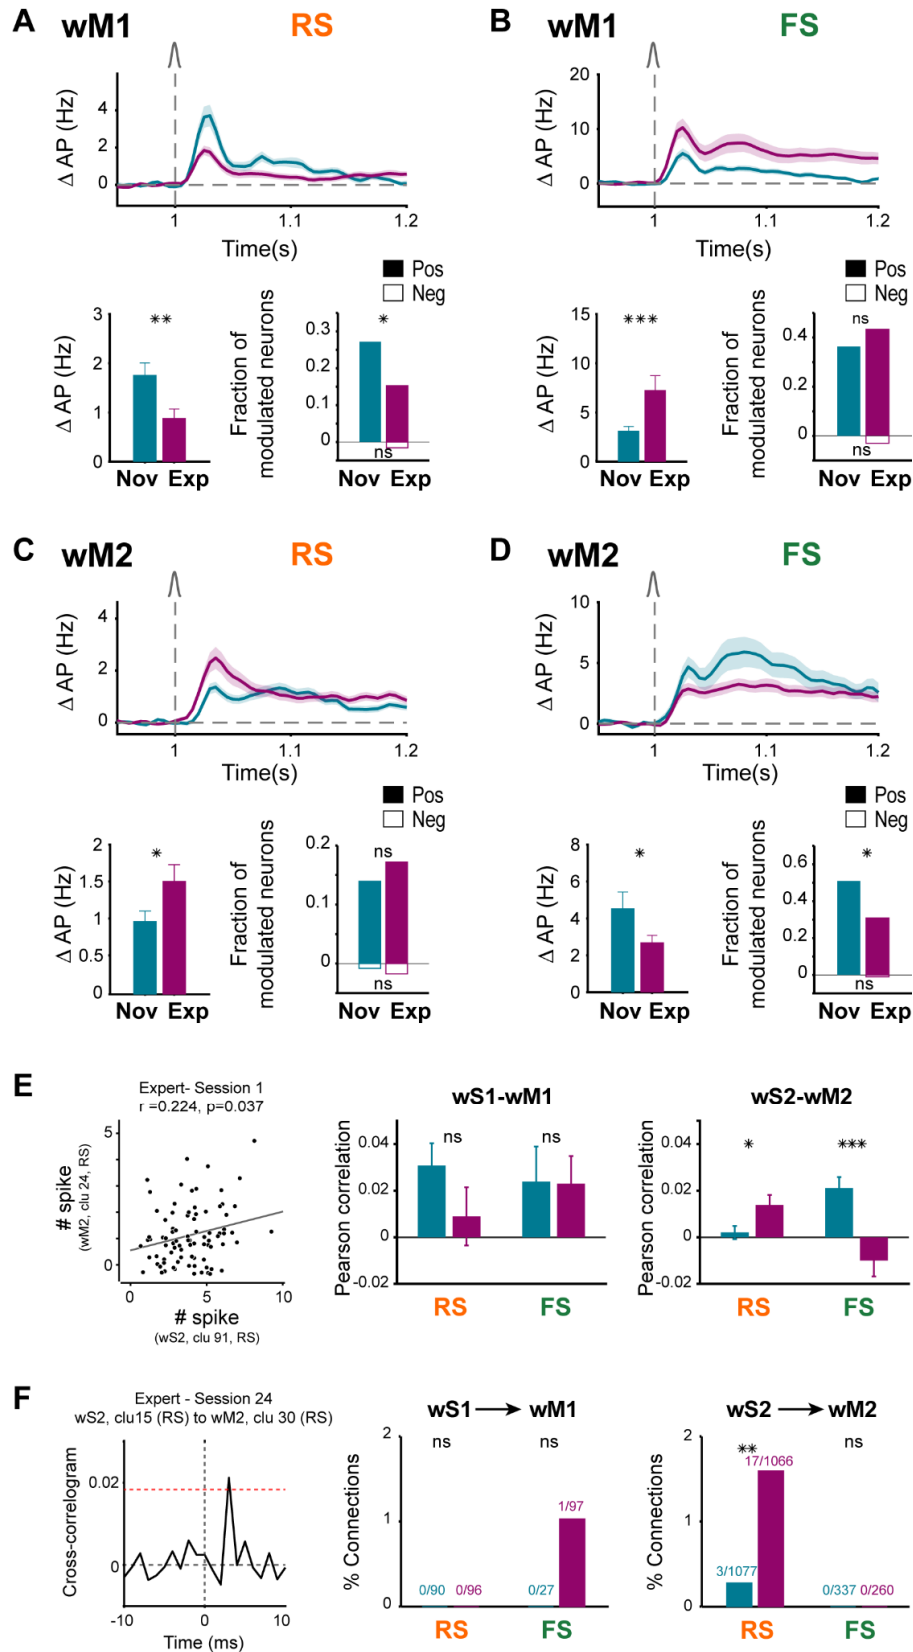 A wM1 RS
Δ AP (Hz)
4
2
0
1 1.1 1.2
Time(s)
Pos
Neg
Δ AP (Hz)
3
2
1
0
**
Nov Exp
Fraction of
modulated neurons
0.3
0.1
0
*
ns
B wM1 FS
Δ AP (Hz)
20
10
0
1 1.1 1.2
Time(s)
Pos
Neg
Δ AP (Hz)
15
10
5
0
***
Nov Exp
Fraction of
modulated neurons
0.4
0.2
0
ns
ns
C wM2 RS
Δ AP (Hz)
4
2
0
1 1.1 1.2
Time(s)
Pos
Neg
Δ AP (Hz)
2
1.5
1
0.5
0
*
Nov Exp
Fraction of
modulated neurons
0.2
0.1
0
ns
ns
D wM2 FS
Δ AP (Hz)
10
5
0
1 1.1 1.2
Time(s)
Pos
Neg
Δ AP (Hz)
8
6
4
2
0
*
Nov Exp
Fraction of
modulated neurons
0.6
0.4
0.2
0
*
ns
E
Expert- Session 1
r =0.224, p=0.037
# spike
(wM2, clu 24, RS)
5
0
0 5 10
# spike
(wS2, clu 91, RS)
wS1-wM1
Pearson correlation
0.04
0.02
0
-0.02
ns ns
RS FS
wS2-wM2
Pearson correlation
0.04
0.02
0
-0.02
* ***
RS FS
F
Expert - Session 24
wS2, clu15 (RS) to wM2, clu 30 (RS)
Cross-correlogram
0.02
0
-10 0 10
Time (ms)
wS1 → wM1
% Connections
2
1
0
ns ns
0/90 0/96 0/27 1/97
RS FS
wS2 → wM2
% Connections
2
1
0
** ns
3/1077 17/1066 0/337 0/260
RS FS